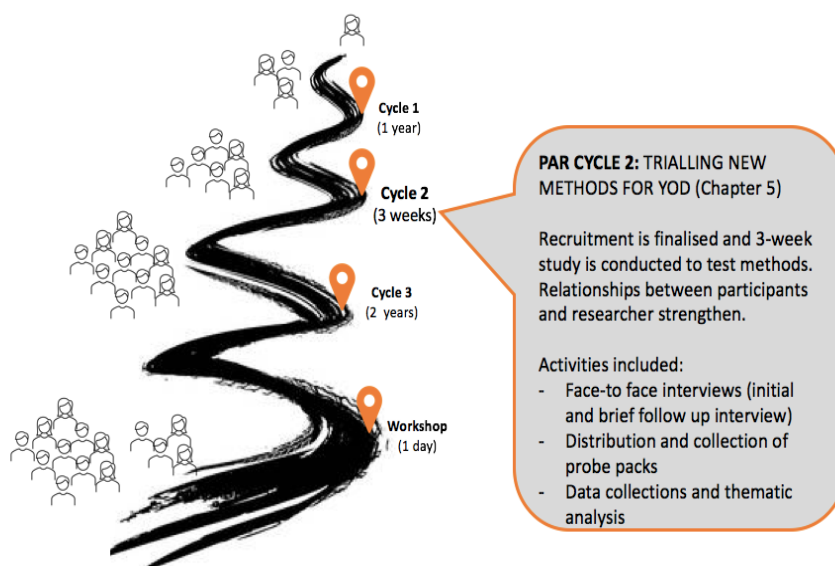 Cycle 1
(1 year)
Cycle 2
(3 weeks)
Cycle 3
(2 years)
Workshop
(1 day)
PAR CYCLE 2: TRIALLING NEW
METHODS FOR YOD (Chapter 5)
Recruitment is finalised and 3-week
study is conducted to test methods.
Relationships between participants
and researcher strengthen.
Activities included:
- Face-to face interviews (initial
and brief follow up interview)
- Distribution and collection of
probe packs
- Data collections and thematic
analysis